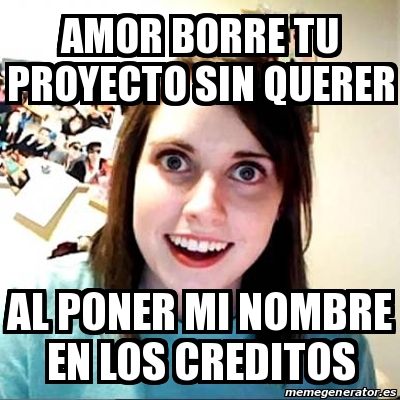 AMOR BORRE TU
PROYECTO SIN QUERER
AL PONER MI NOMBRE
EN LOS CREDITOS
memegenerator.es